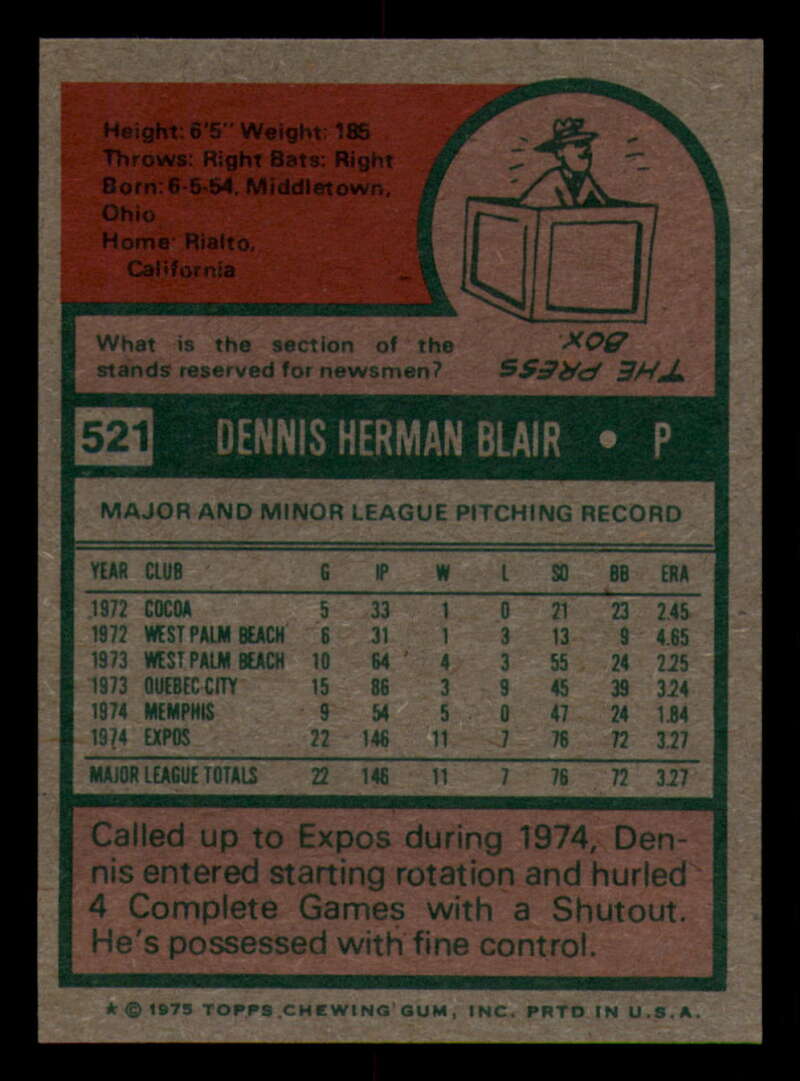 Height: 6'5" Weight: 185
Throws: Right Bats: Right
Born: 6-5-54, Middletown,
Ohio
Home: Rialto,
California
What is the section of the
stands reserved for newsmen?
THE PRESS
BOX.
521 DENNIS HERMAN BLAIR • P
MAJOR AND MINOR LEAGUE PITCHING RECORD
YEAR CLUB G IP W L SO BB ERA
1972 COCOA 5 33 1 0 21 23 2.45
1972 WEST PALM BEACH 6 31 1 3 13 9 4.65
1973 WEST PALM BEACH 10 64 4 3 55 24 2.25
1973 QUEBEC CITY 15 86 3 9 45 39 3.24
1974 MEMPHIS 9 54 5 0 47 24 1.84
1974 EXPOS 22 146 11 7 76 72 3.27
MAJOR LEAGUE TOTALS 22 146 11 7 76 72 3.27
Called up to Expos during 1974, Den-
nis entered starting rotation and hurled
4 Complete Games with a Shutout.
He's possessed with fine control.
* © 1975 TOPPS CHEWING GUM, INC. PRTD IN U.S.A.